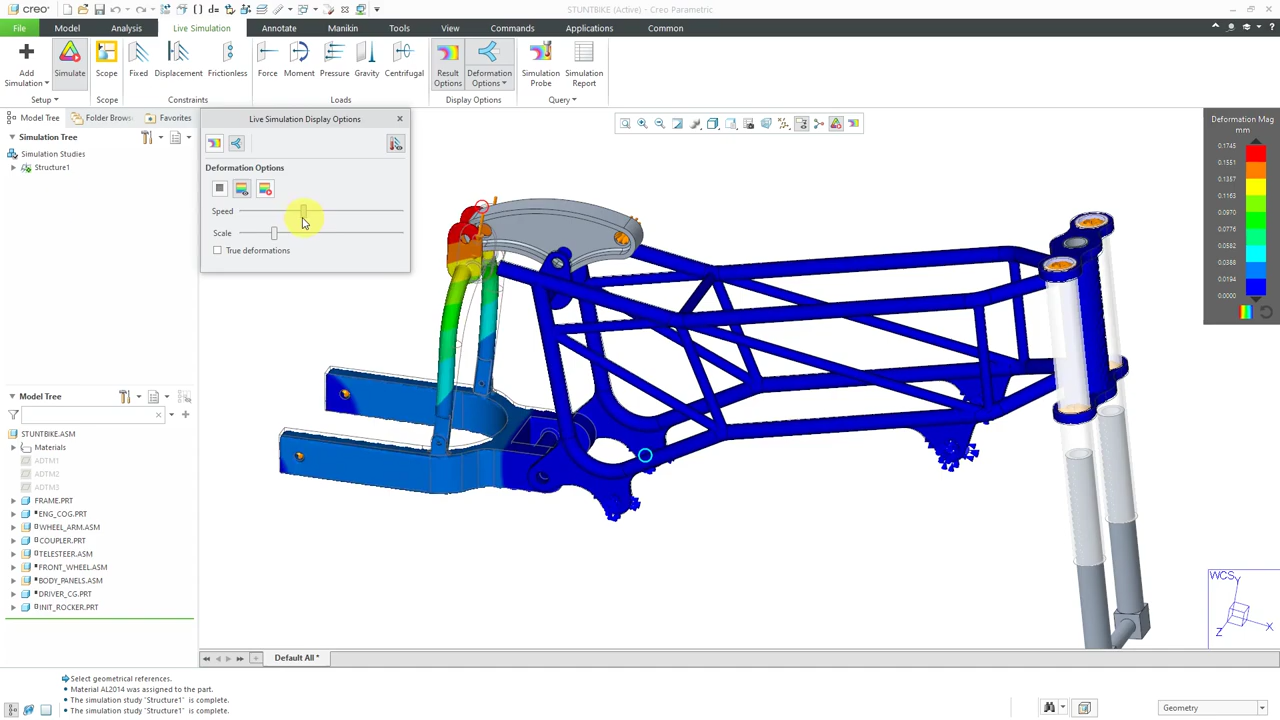 creo
STUNTBIKE (Active) - Creo Parametric
File
Model
Analysis
Live Simulation
Annotate
Manikin
Tools
View
Commands
Applications
Common
Add Simulation
Simulate
Scope
Fixed
Displacement
Frictionless
Force
Moment
Pressure
Gravity
Centrifugal
Result Options
Deformation Options
Simulation Probe
Simulation Report
Setup
Scope
Constraints
Loads
Display Options
Query
Model Tree
Folder Brows
Favorites
Simulation Tree
Simulation Studies
Structure1
Live Simulation Display Options
Deformation Options
Speed
Scale
True deformations
Deformation Mag
mm
0.1745
0.1551
0.1357
0.1163
0.0970
0.0776
0.0582
0.0388
0.0194
0.0000
Model Tree
STUNTBIKE.ASM
Materials
ADTM1
ADTM2
ADTM3
FRAME.PRT
ENG_COG.PRT
WHEEL_ARM.ASM
COUPLER.PRT
TELESTEER.ASM
FRONT_WHEEL.ASM
BODY_PANELS.ASM
DRIVER_CG.PRT
INIT_ROCKER.PRT
WCS
Y
Z
X
Default All *
Select geometrical references.
Material AL2014 was assigned to the part.
The simulation study "Structure1" is complete.
The simulation study "Structure1" is complete.
Geometry